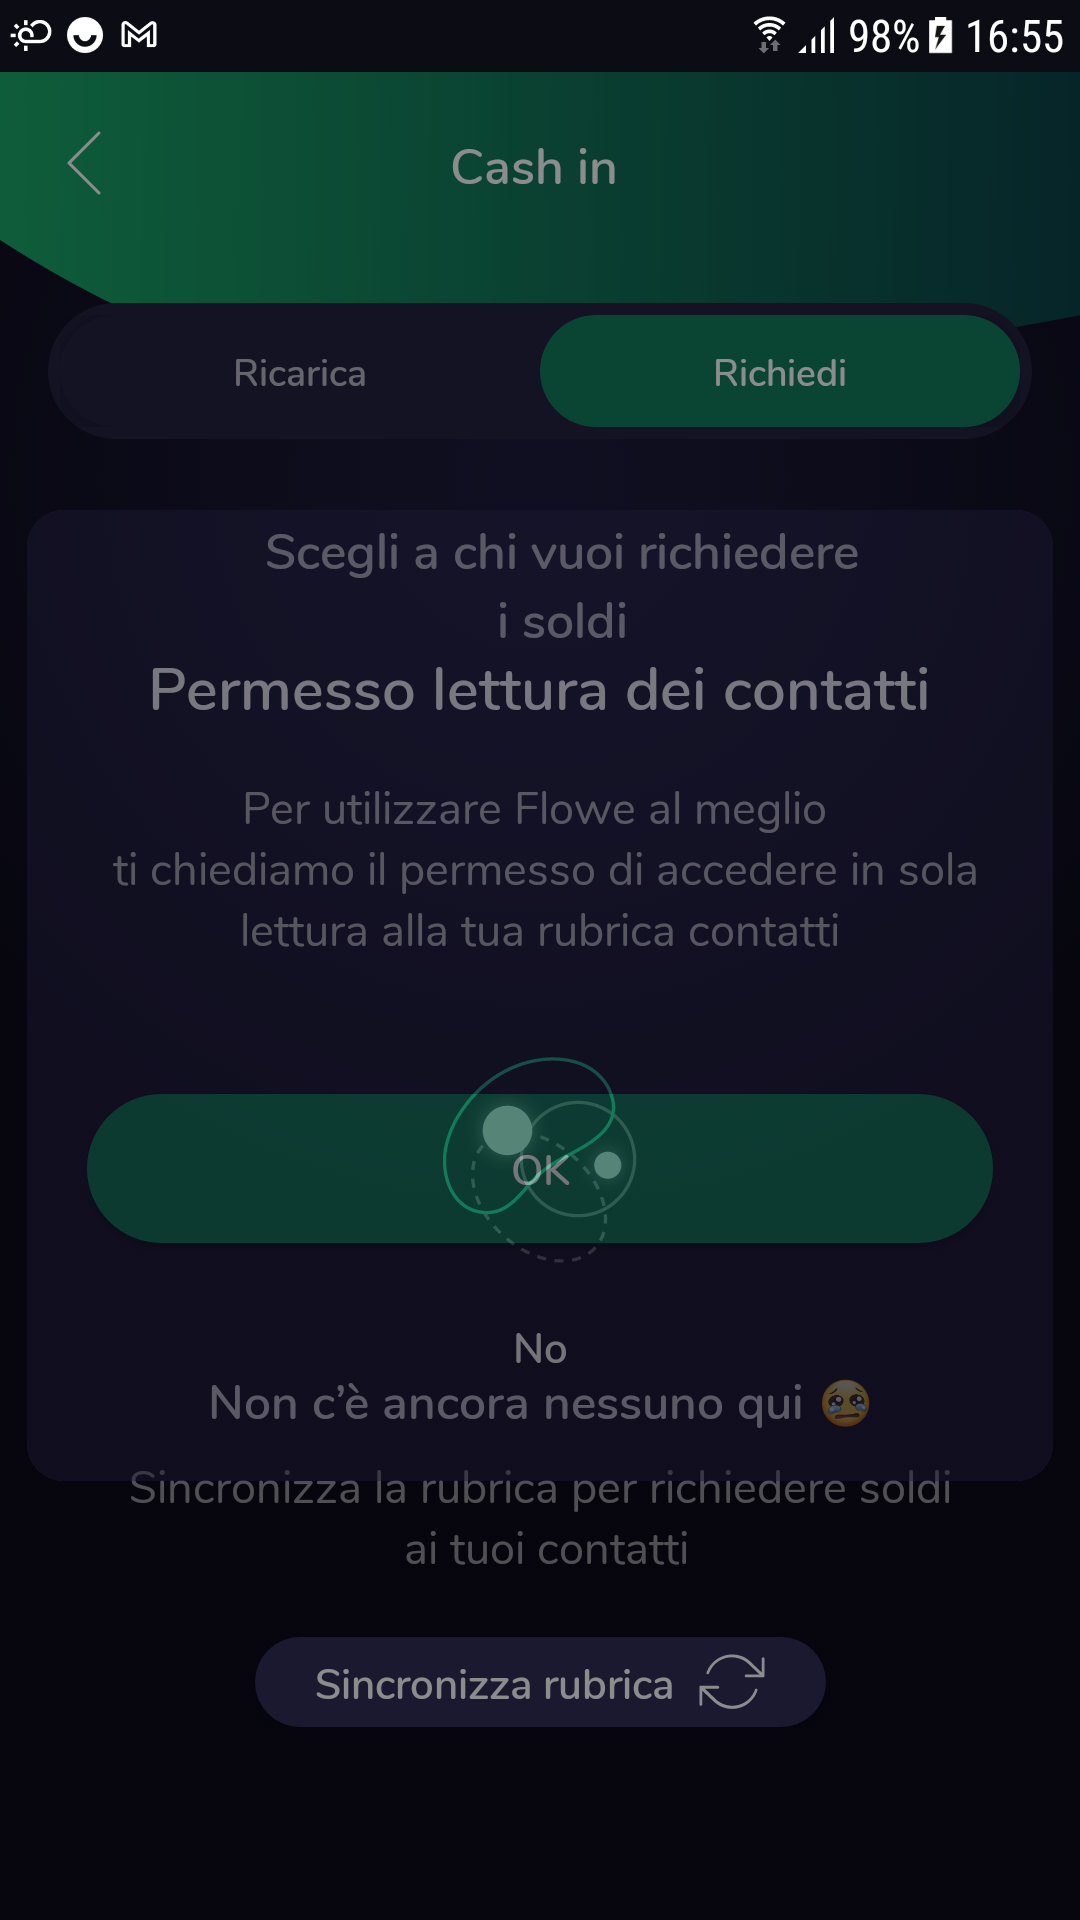 98% 16:55
Cash in
Ricarica Richiedi
Scegli a chi vuoi richiedere
i soldi
Permesso lettura dei contatti
Per utilizzare Flowe al meglio
ti chiediamo il permesso di accedere in sola
lettura alla tua rubrica contatti
OK
No
Non c’è ancora nessuno qui 😢
Sincronizza la rubrica per richiedere soldi
ai tuoi contatti
Sincronizza rubrica